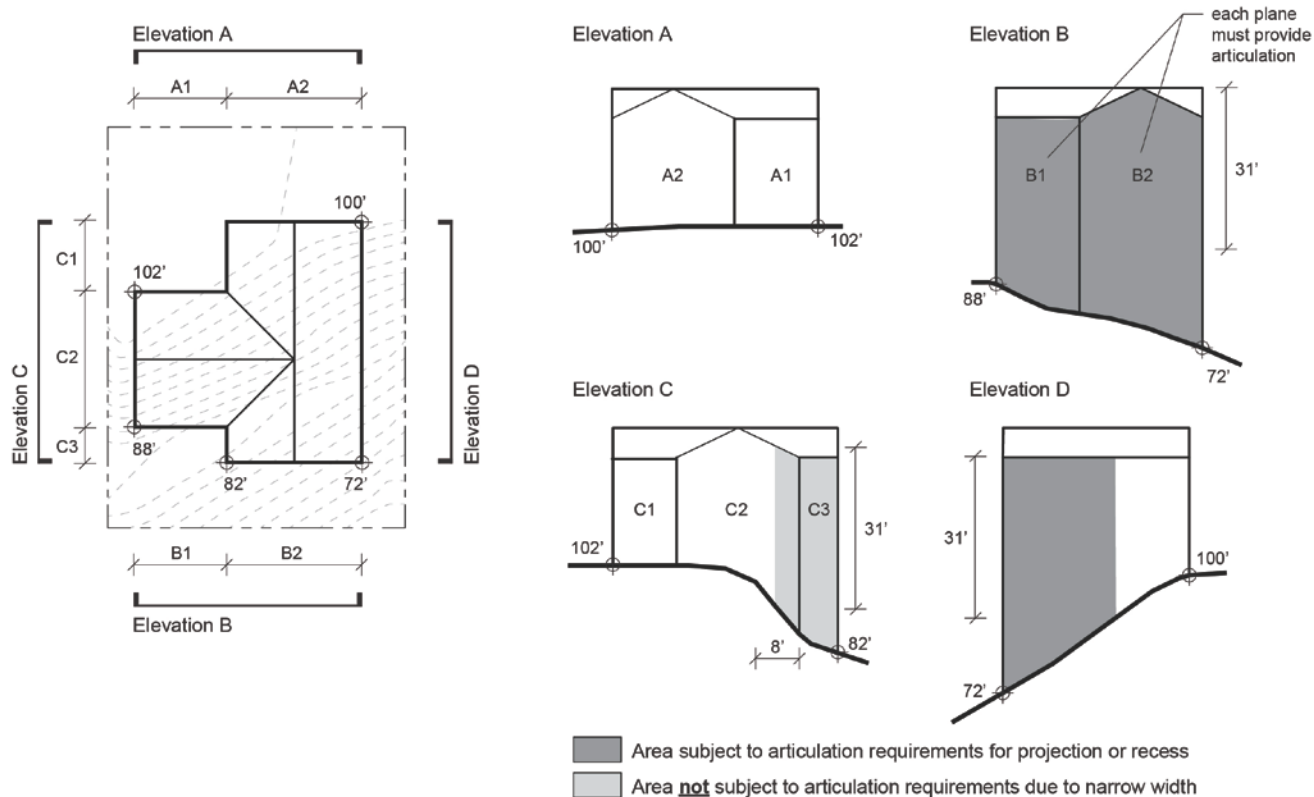 Elevation A
A1
A2
100'
102'
C1
C2
C3
Elevation C
Elevation D
88'
82'
72'
B1
B2
Elevation B
Elevation A
A2
A1
100'
102'
Elevation B
each plane
must provide
articulation
B1
B2
31'
88'
72'
Elevation C
C1
C2
C3
102'
31'
8'
82'
Elevation D
31'
100'
72'
Area subject to articulation requirements for projection or recess
Area not subject to articulation requirements due to narrow width